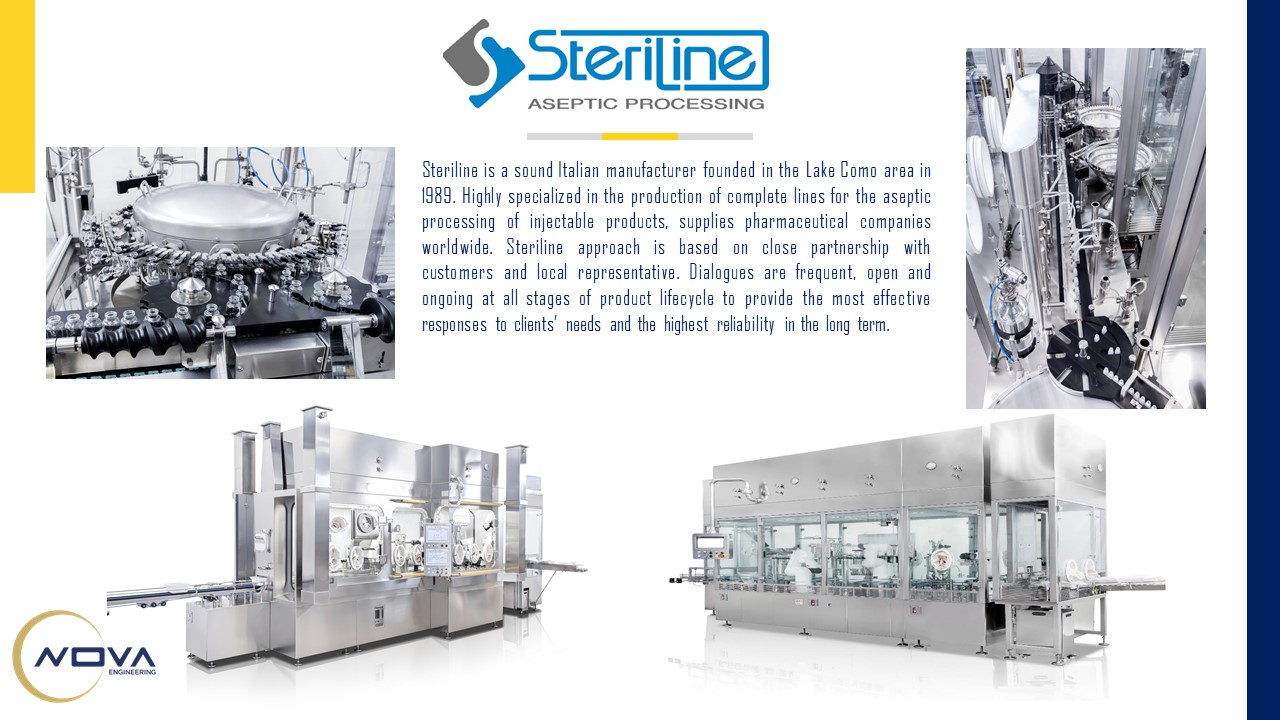 SteriLine
ASEPTIC PROCESSING
Steriline is a sound Italian manufacturer founded in the Lake Como area in
1989. Highly specialized in the production of complete lines for the aseptic
processing of injectable products, supplies pharmaceutical companies
worldwide. Steriline approach is based on close partnership with
customers and local representative. Dialogues are frequent, open and
ongoing at all stages of product lifecycle to provide the most effective
responses to clients' needs and the highest reliability in the long term.
NOVA
ENGINEERING